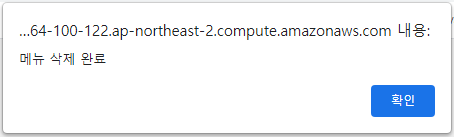 ...64-100-122.ap-northeast-2.compute.amazonaws.com 내용:
메뉴 삭제 완료
확인